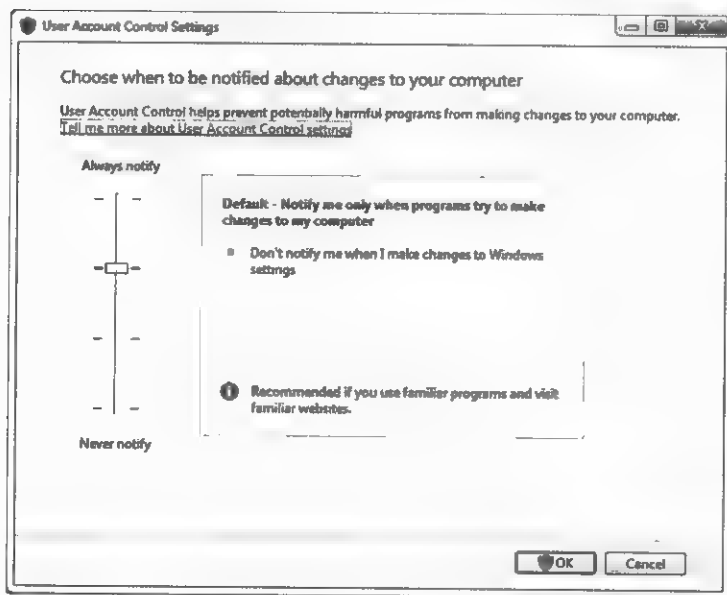 User Account Control Settings
Choose when to be notified about changes to your computer
User Account Control helps prevent potentially harmful programs from making changes to your computer.
Tell me more about User Account Control settings
Always notify
Default - Notify me only when programs try to make
changes to my computer
Don't notify me when I make changes to Windows
settings
Recommended if you use familiar programs and visit
familiar websites.
Never notify
OK
Cancel